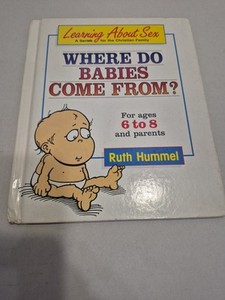 Learning About Sex
A Series for the Christian Family
WHERE DO
BABIES
COME FROM?
For ages
6 to 8
and parents
Ruth Hummel